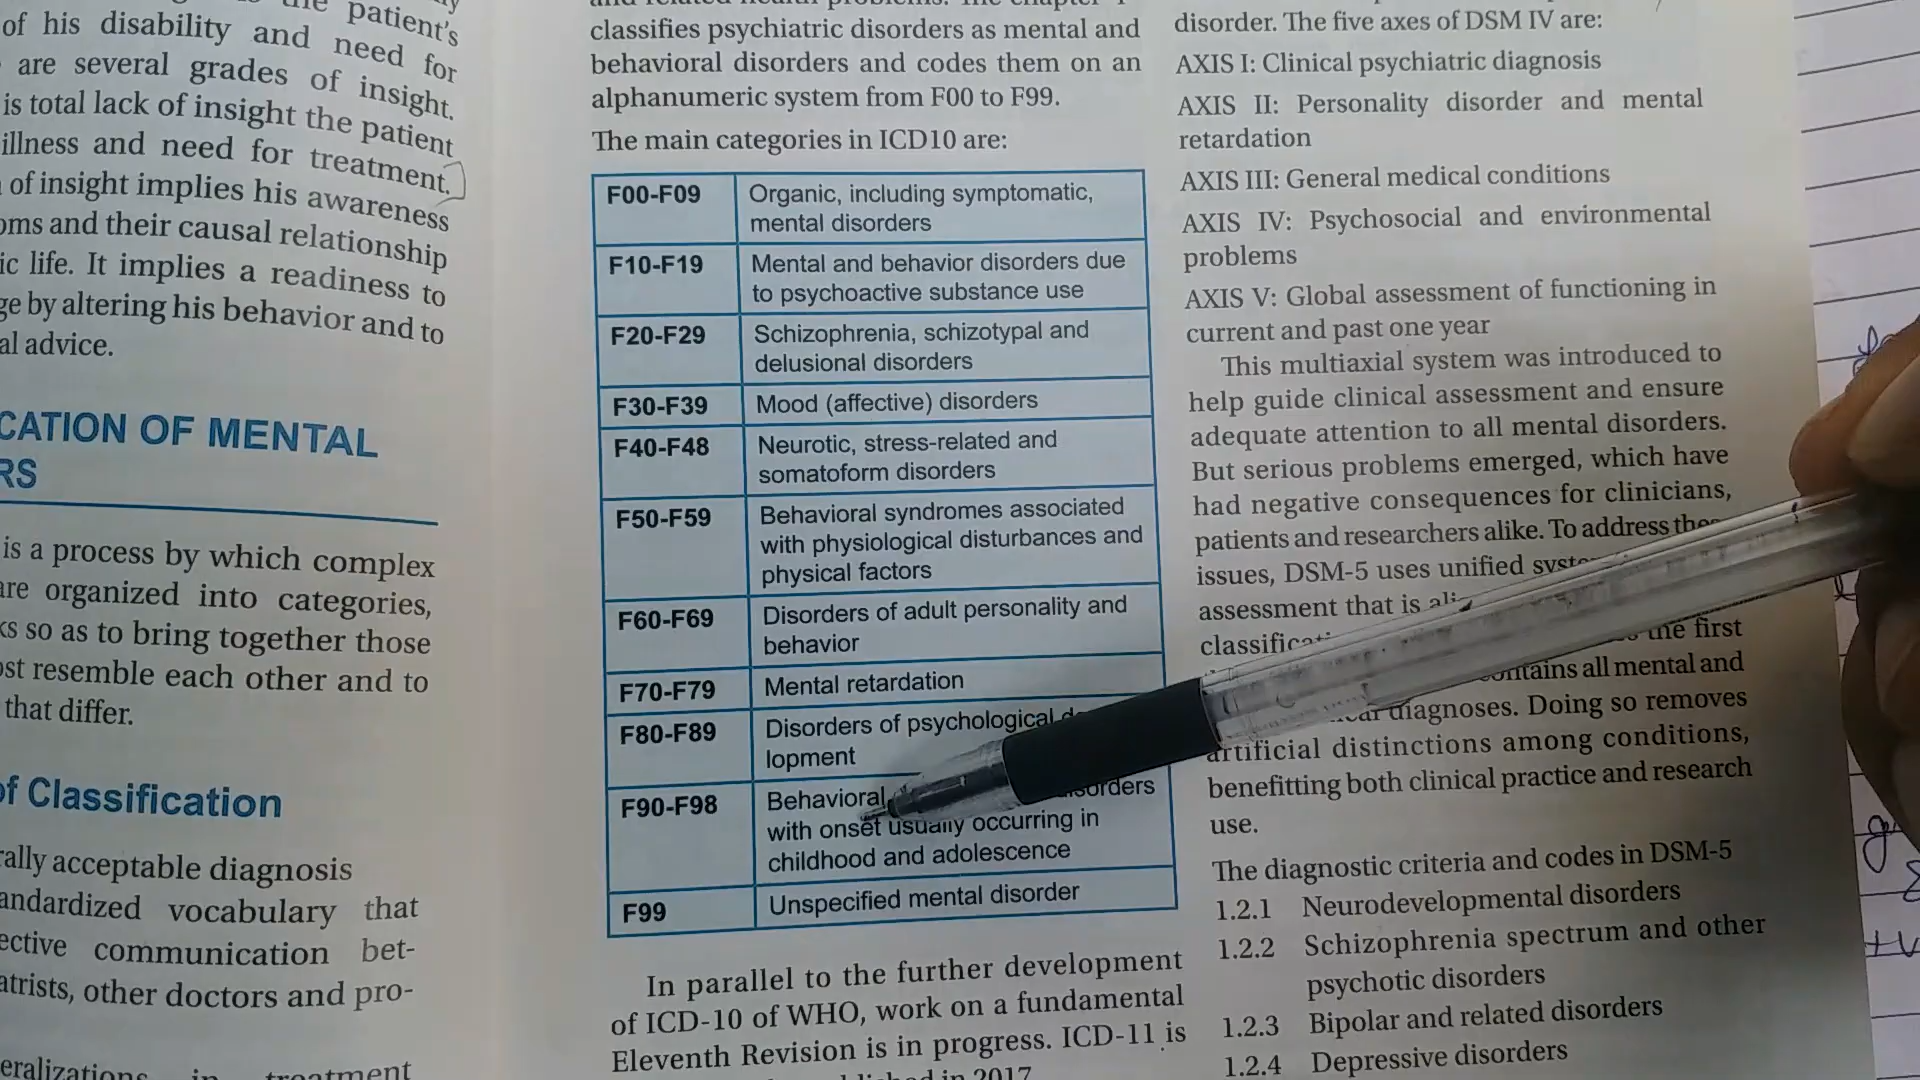 the patient's
of his disability and need for
are several grades of insight.
is total lack of insight the patient
illness and need for treatment.
of insight implies his awareness
oms and their causal relationship
ic life. It implies a readiness to
ge by altering his behavior and to
al advice.
CATION OF MENTAL
RS
is a process by which complex
are organized into categories,
ks so as to bring together those
ost resemble each other and to
that differ.
of Classification
rally acceptable diagnosis
andardized vocabulary that
ective communication bet-
atrists, other doctors and pro-
eralizations in treatment
classifies psychiatric disorders as mental and
behavioral disorders and codes them on an
alphanumeric system from F00 to F99.
The main categories in ICD10 are:
F00-F09 Organic, including symptomatic,
mental disorders
F10-F19 Mental and behavior disorders due
to psychoactive substance use
F20-F29 Schizophrenia, schizotypal and
delusional disorders
F30-F39 Mood (affective) disorders
F40-F48 Neurotic, stress-related and
somatoform disorders
F50-F59 Behavioral syndromes associated
with physiological disturbances and
physical factors
F60-F69 Disorders of adult personality and
behavior
F70-F79 Mental retardation
F80-F89 Disorders of psychological
lopment
F90-F98 Behavioral disorders
with onset usually occurring in
childhood and adolescence
F99 Unspecified mental disorder
In parallel to the further development
of ICD-10 of WHO, work on a fundamental
Eleventh Revision is in progress. ICD-11 is
in 2017
disorder. The five axes of DSM IV are:
AXIS I: Clinical psychiatric diagnosis
AXIS II: Personality disorder and mental
retardation
AXIS III: General medical conditions
AXIS IV: Psychosocial and environmental
problems
AXIS V: Global assessment of functioning in
current and past one year
This multiaxial system was introduced to
help guide clinical assessment and ensure
adequate attention to all mental disorders.
But serious problems emerged, which have
had negative consequences for clinicians,
patients and researchers alike. To address
issues, DSM-5 uses unified
assessment that is
the first
all mental and
diagnoses. Doing so removes
artificial distinctions among conditions,
benefitting both clinical practice and research
use.
The diagnostic criteria and codes in DSM-5
1.2.1 Neurodevelopmental disorders
1.2.2 Schizophrenia spectrum and other
psychotic disorders
1.2.3 Bipolar and related disorders
1.2.4 Depressive disorders